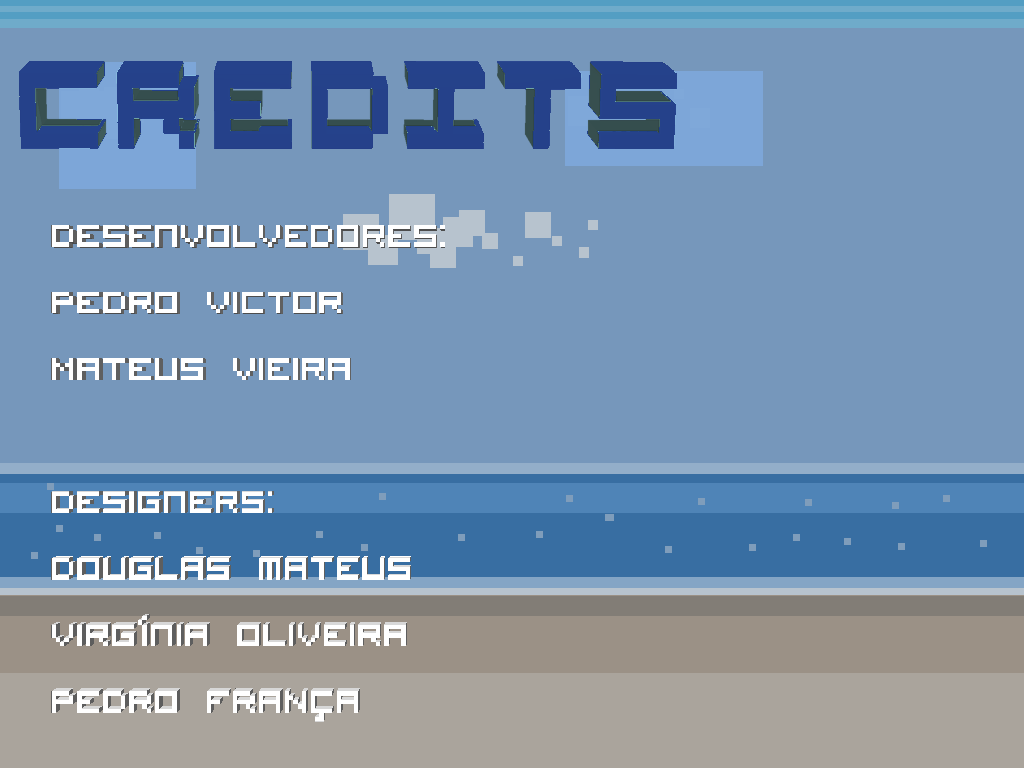 CREDITS
DESENVOLVEDORES:
PEDRO VICTOR
MATEUS VIEIRA
DESIGNERS:
DOUGLAS MATEUS
VIRGÍNIA OLIVEIRA
PEDRO FRANÇA